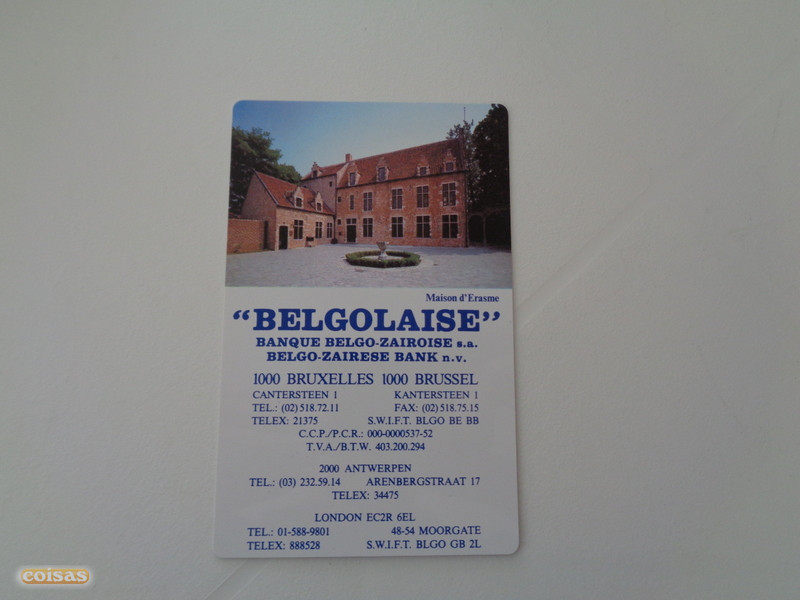 Maison d'Erasme
“BELGOLAISE”
BANQUE BELGO-ZAIROISE s.a.
BELGO-ZAIRESE BANK n.v.
1000 BRUXELLES 1000 BRUSSEL
CANTERSTEEN 1 KANTERSTEEN 1
TEL.: (02) 518.72.11 FAX: (02) 518.75.15
TELEX: 21375 S.W.I.F.T. BLGO BE BB
C.C.P./P.C.R.: 000-0000537-52
T.V.A./B.T.W. 403.200.294
2000 ANTWERPEN
TEL.: (03) 232.59.14 ARENBERGSTRAAT 17
TELEX: 34475
LONDON EC2R 6EL
TEL.: 01-588-9801 48-54 MOORGATE
TELEX: 888528 S.W.I.F.T. BLGO GB 2L
coisas